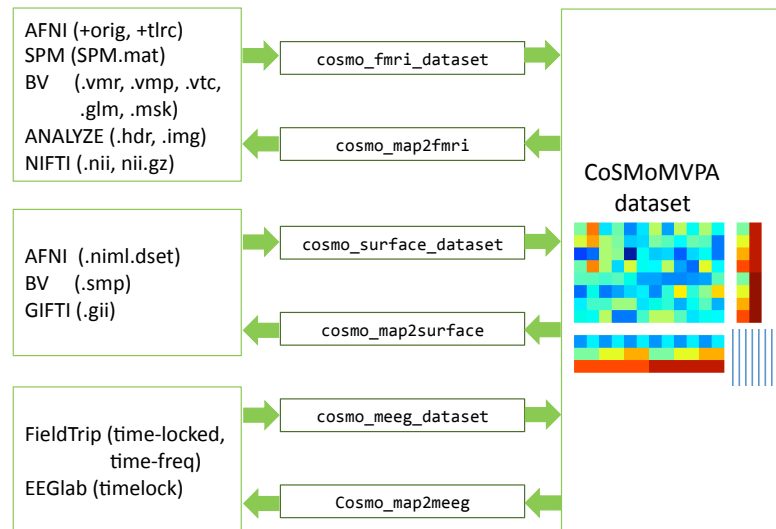 AFNI (+orig, +tlrc)
SPM (SPM.mat)
BV (.vmr, .vmp, .vtc,
.glm, .msk)
ANALYZE (.hdr, .img)
NIFTI (.nii, nii.gz)
cosmo_fmri_dataset
cosmo_map2fmri
AFNI (.niml.dset)
BV (.smp)
GIFTI (.gii)
cosmo_surface_dataset
cosmo_map2surface
FieldTrip (time-locked,
time-freq)
EEGlab (timelock)
cosmo_meeg_dataset
Cosmo_map2meeg
CoSMoMVPA
dataset